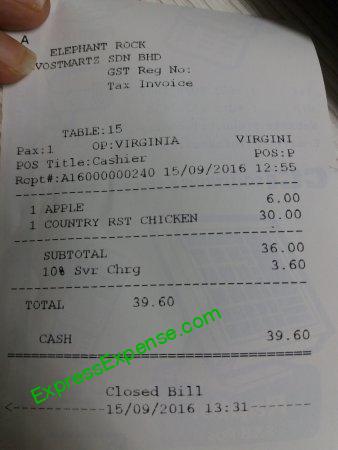 A
ELEPHANT ROCK
VOSTMARTZ SDN BHD
GST Reg No:
Tax Invoice
TABLE:15
Pax:1 OP:VIRGINIA VIRGINI
POS Title:Cashier POS:P
Rcpt#:A16000000240 15/09/2016 12:55
1 APPLE 6.00
1 COUNTRY RST CHICKEN 30.00
SUBTOTAL 36.00
10% Svr Chrg 3.60
TOTAL 39.60
CASH 39.60
ExpressExpense.com
Closed Bill
<----------15/09/2016 13:31-------